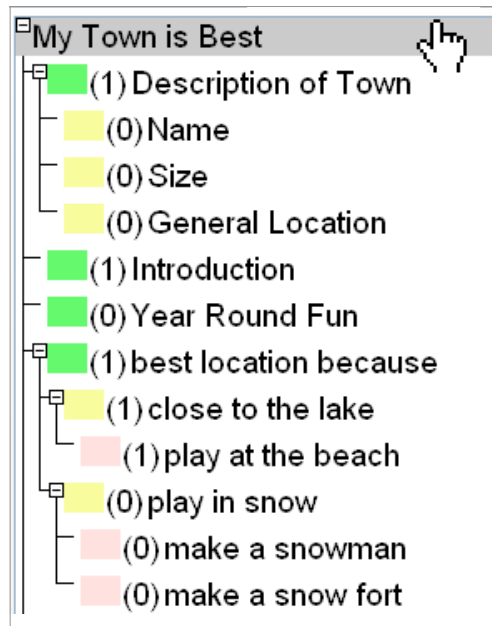 My Town is Best
(1) Description of Town
(0) Name
(0) Size
(0) General Location
(1) Introduction
(0) Year Round Fun
(1) best location because
(1) close to the lake
(1) play at the beach
(0) play in snow
(0) make a snowman
(0) make a snow fort